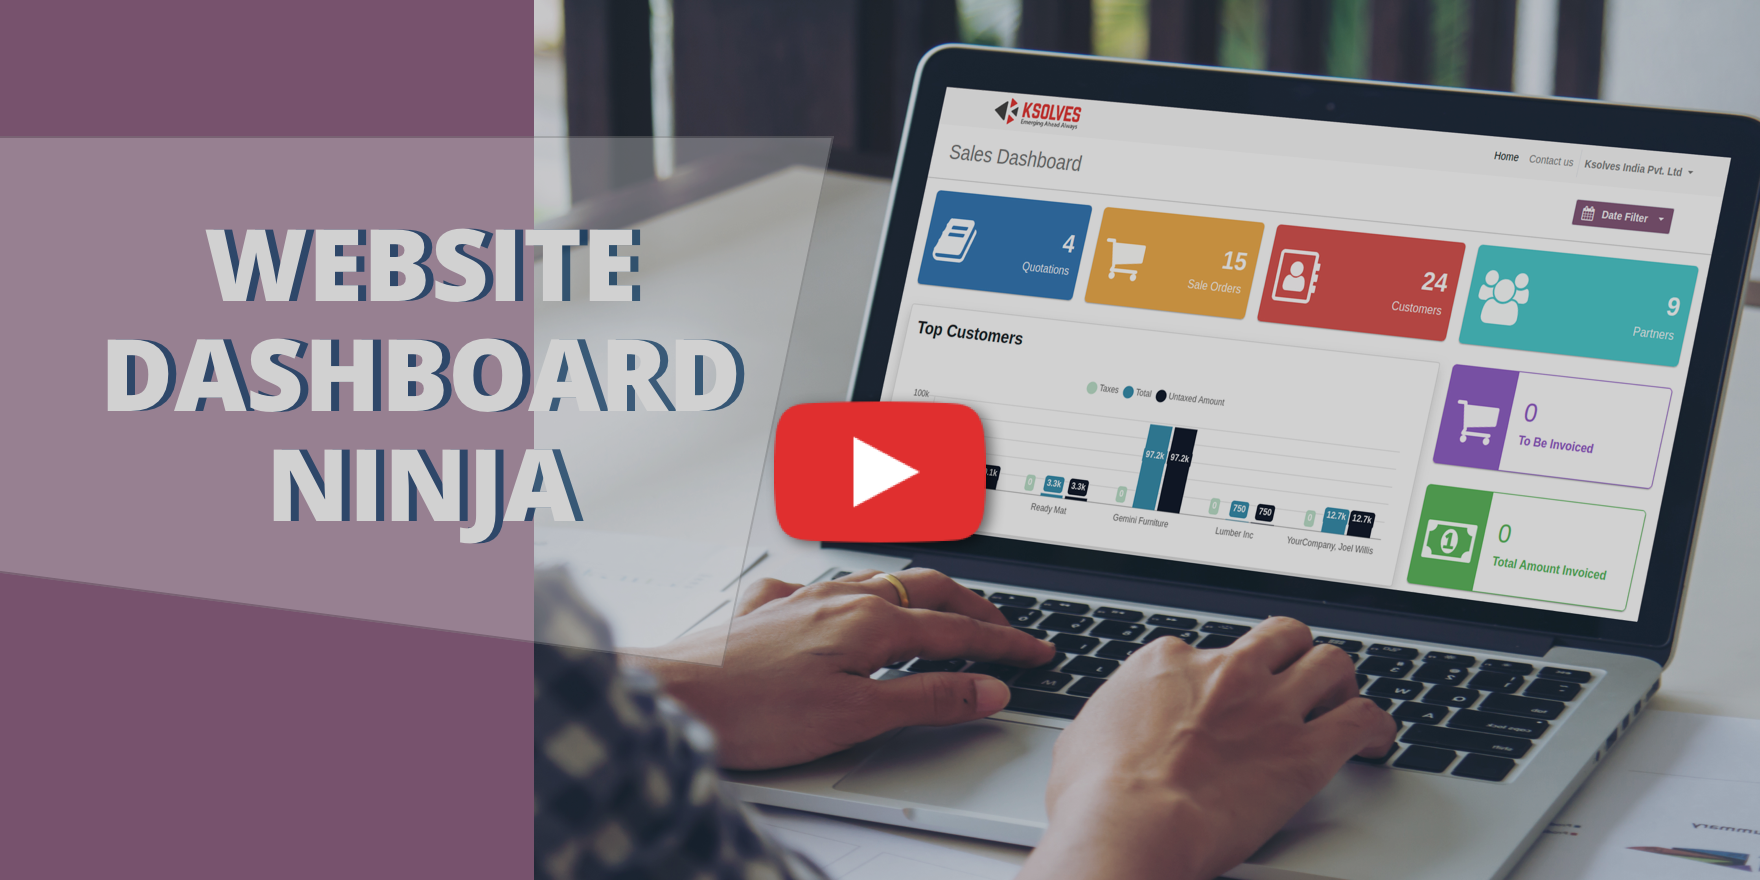 WEBSITE
DASHBOARD
NINJA
KSOLVES
Emerging Ahead Always
Home Contact us Ksolves India Pvt. Ltd
Sales Dashboard
Date Filter
4
Quotations
15
Sale Orders
24
Customers
9
Partners
Top Customers
Taxes Total Untaxed Amount
100k
.1k
0 3.3k 3.3k
0 97.2k 97.2k
0 750 750
0 12.7k 12.7k
Ready Mat
Gemini Furniture
Lumber Inc
YourCompany, Joel Willis
0
To Be Invoiced
0
Total Amount Invoiced
1